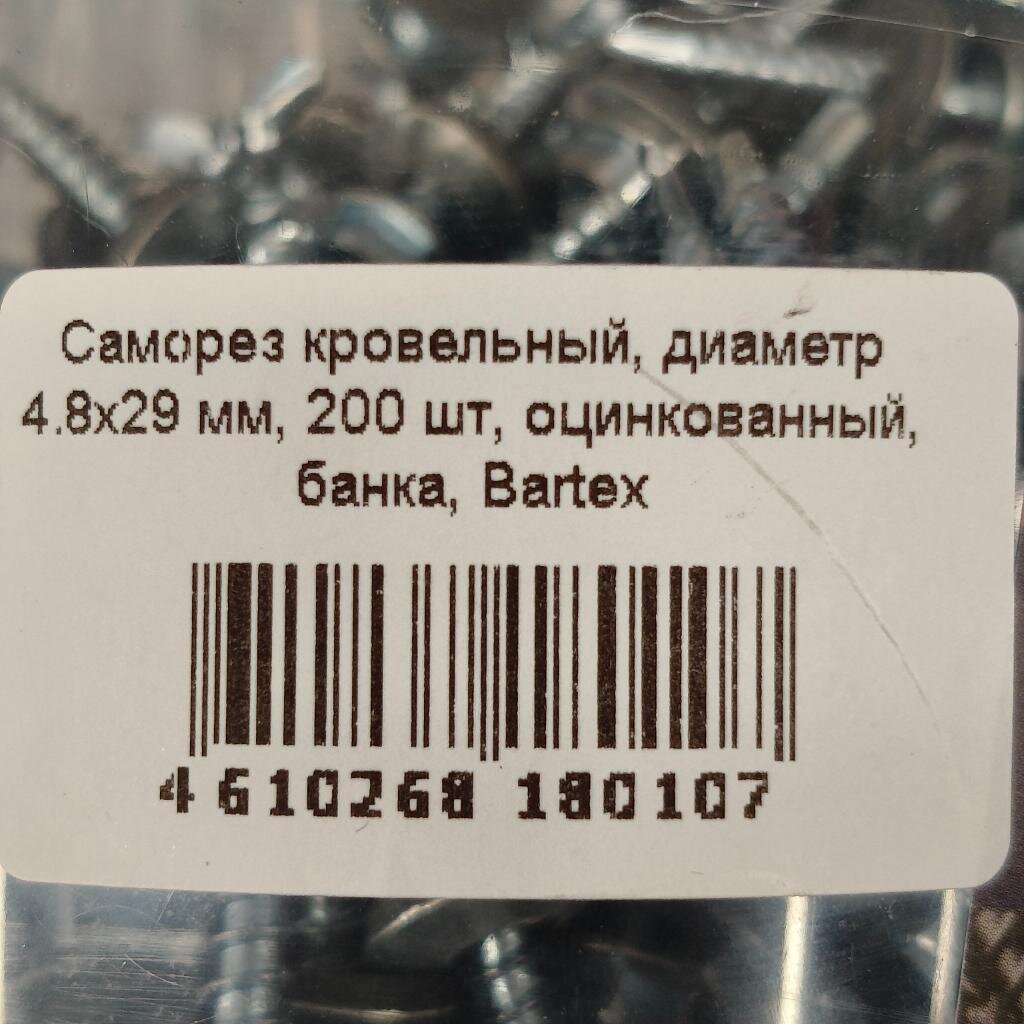 Саморез кровельный, диаметр
4.8х29 мм, 200 шт, оцинкованный,
банка, Bartex
4 610268 180107